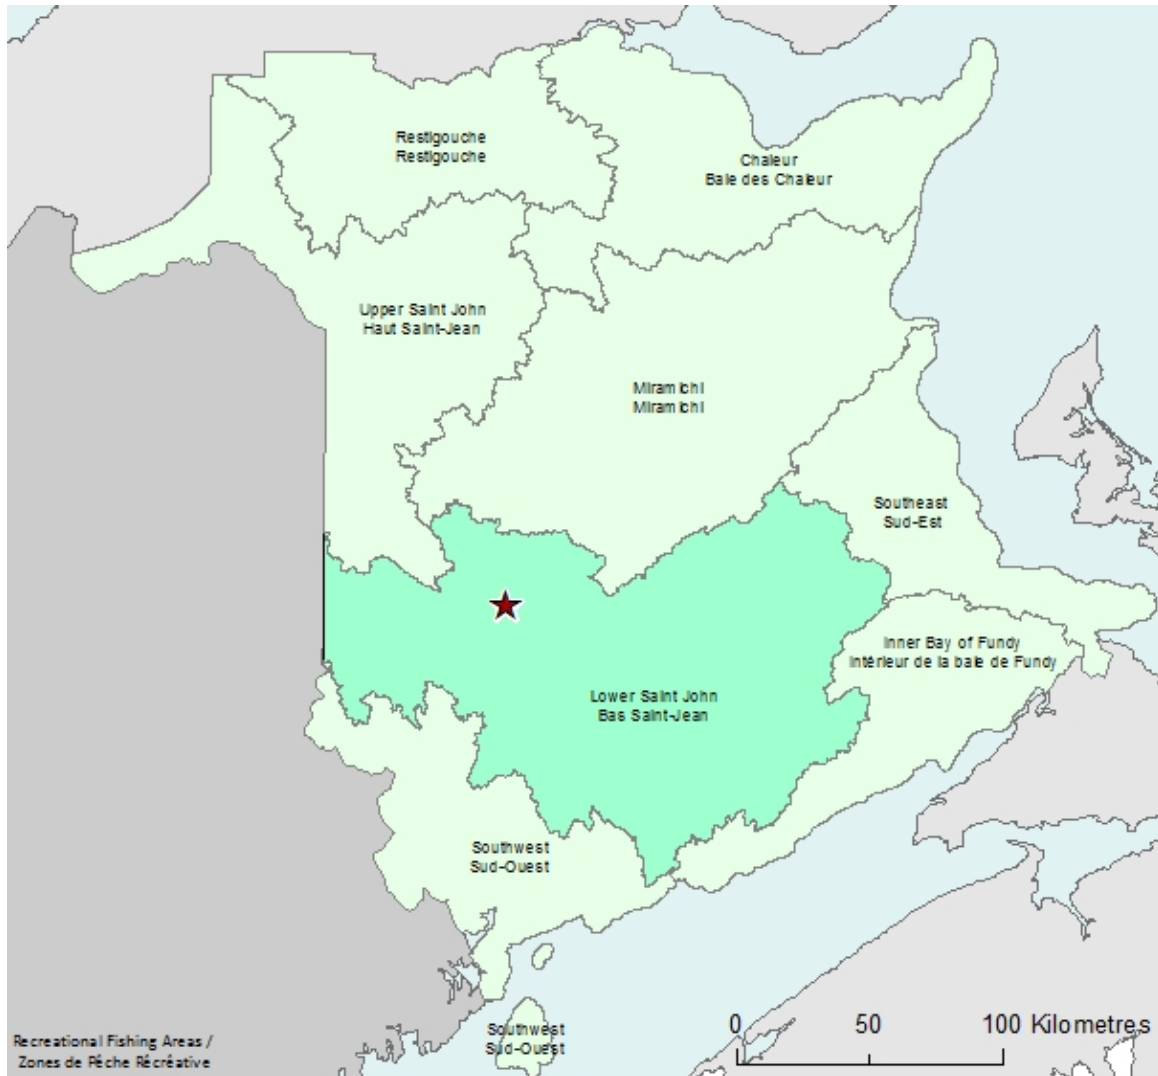 Restigouche
Restigouche
Chaleur
Baie des Chaleur
Upper Saint John
Haut Saint-Jean
Miramichi
Miramichi
Southeast
Sud-Est
Inner Bay of Fundy
Intérieur de la baie de Fundy
Lower Saint John
Bas Saint-Jean
Southwest
Sud-Ouest
Southwest
Sud-Ouest
0 50 100 Kilometres
Recreational Fishing Areas /
Zones de Pêche Récréative